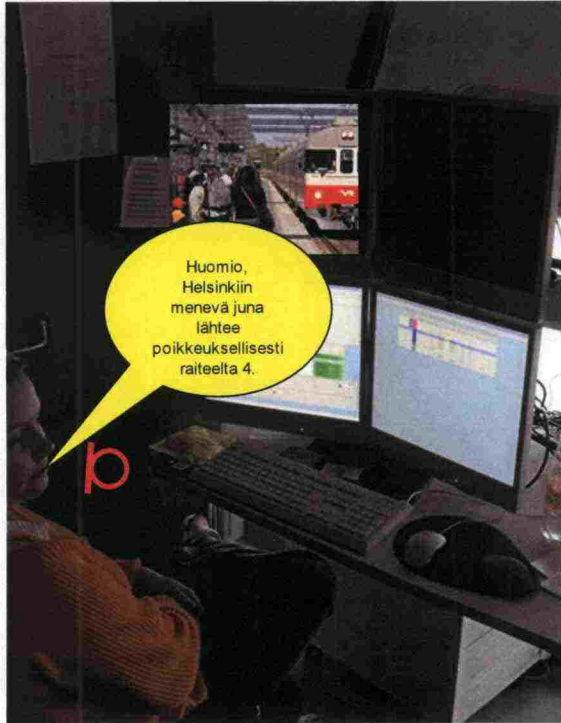 Huomio,
Helsinkiin
menevä juna
lähtee
poikkeuksellisesti
raiteelta 4.